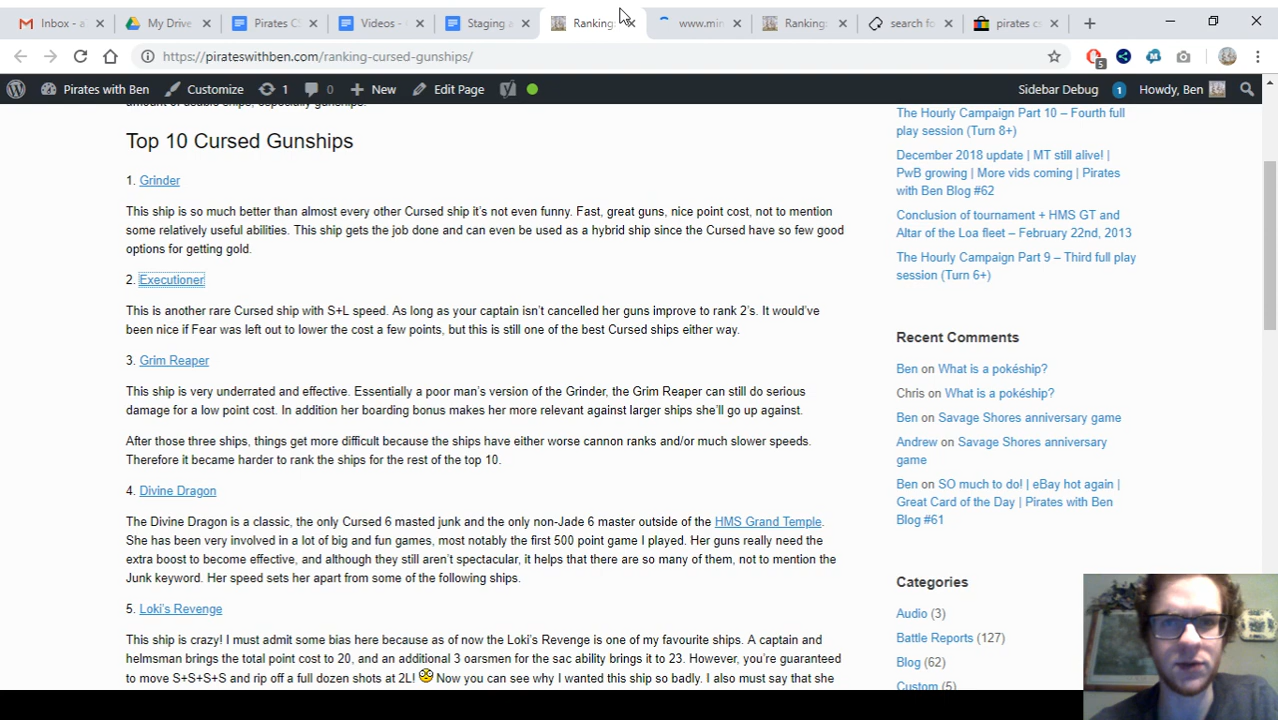 Inbox - a
My Drive
Pirates CS
Videos -
Staging
Ranking
www.min
Ranking
search fo
pirates cs
https://pirateswithben.com/ranking-cursed-gunships/
5
Pirates with Ben Customize 1 0 New Edit Page Sidebar Debug 1 Howdy, Ben
Top 10 Cursed Gunships
1. Grinder
This ship is so much better than almost every other Cursed ship it's not even funny. Fast, great guns, nice point cost, not to mention
some relatively useful abilities. This ship gets the job done and can even be used as a hybrid ship since the Cursed have so few good
options for getting gold.
2. Executioner
This is another rare Cursed ship with S+L speed. As long as your captain isn't cancelled her guns improve to rank 2's. It would've
been nice if Fear was left out to lower the cost a few points, but this is still one of the best Cursed ships either way.
3. Grim Reaper
This ship is very underrated and effective. Essentially a poor man's version of the Grinder, the Grim Reaper can still do serious
damage for a low point cost. In addition her boarding bonus makes her more relevant against larger ships she'll go up against.
After those three ships, things get more difficult because the ships have either worse cannon ranks and/or much slower speeds.
Therefore it became harder to rank the ships for the rest of the top 10.
4. Divine Dragon
The Divine Dragon is a classic, the only Cursed 6 masted junk and the only non-Jade 6 master outside of the HMS Grand Temple.
She has been very involved in a lot of big and fun games, most notably the first 500 point game I played. Her guns really need the
extra boost to become effective, and although they still aren't spectacular, it helps that there are so many of them, not to mention the
Junk keyword. Her speed sets her apart from some of the following ships.
5. Loki's Revenge
This ship is crazy! I must admit some bias here because as of now the Loki's Revenge is one of my favourite ships. A captain and
helmsman brings the total point cost to 20, and an additional 3 oarsmen for the sac ability brings it to 23. However, you're guaranteed
to move S+S+S+S and rip off a full dozen shots at 2L! Now you can see why I wanted this ship so badly. I also must say that she
The Hourly Campaign Part 10 – Fourth full
play session (Turn 8+)
December 2018 update | MT still alive! |
PwB growing | More vids coming | Pirates
with Ben Blog #62
Conclusion of tournament + HMS GT and
Altar of the Loa fleet – February 22nd, 2013
The Hourly Campaign Part 9 – Third full play
session (Turn 6+)
Recent Comments
Ben on What is a pokéship?
Chris on What is a pokéship?
Ben on Savage Shores anniversary game
Andrew on Savage Shores anniversary
game
Ben on SO much to do! | eBay hot again |
Great Card of the Day | Pirates with Ben
Blog #61
Categories
Audio (3)
Battle Reports (127)
Blog (62)
Custom (5)